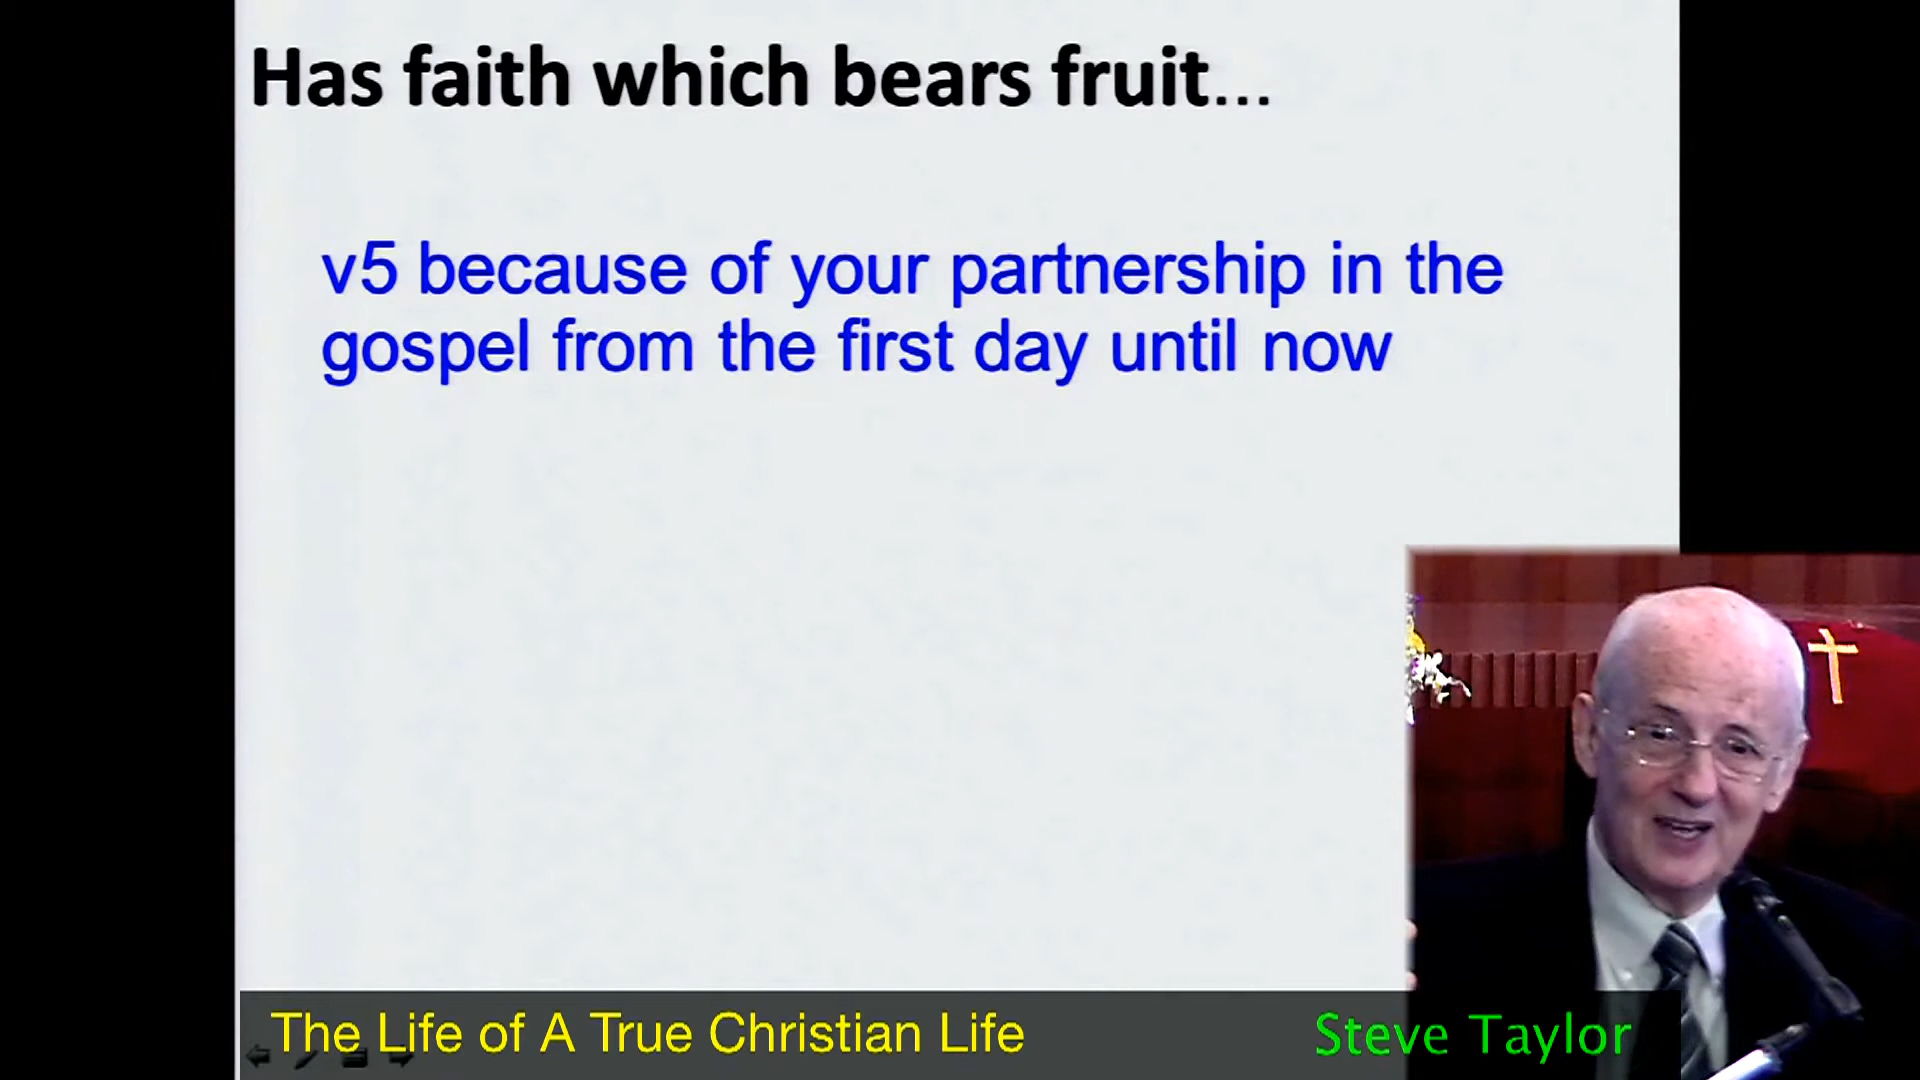 Has faith which bears fruit...
v5 because of your partnership in the
gospel from the first day until now
The Life of A True Christian Life
Steve Taylor